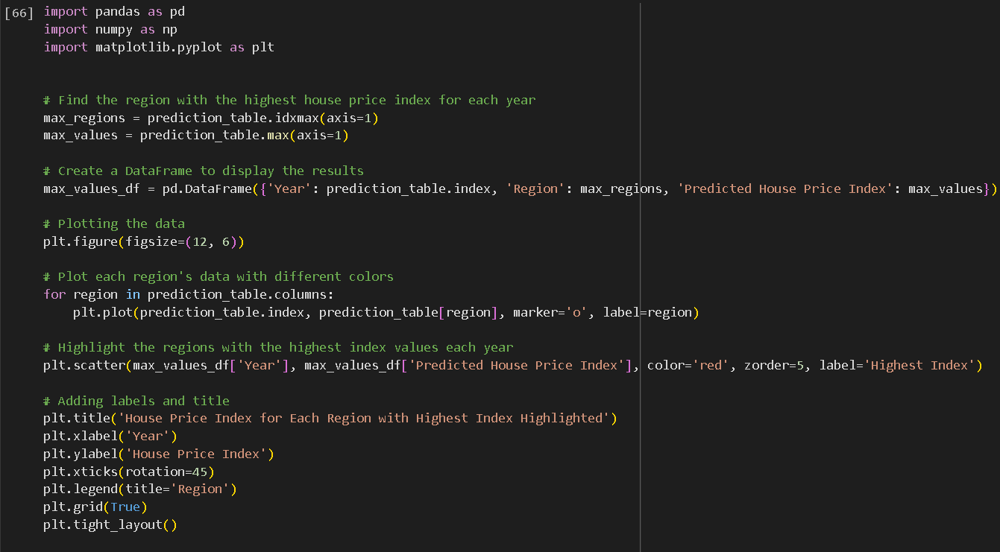 [66] import pandas as pd
import numpy as np
import matplotlib.pyplot as plt
# Find the region with the highest house price index for each year
max_regions = prediction_table.idxmax(axis=1)
max_values = prediction_table.max(axis=1)
# Create a DataFrame to display the results
max_values_df = pd.DataFrame({'Year': prediction_table.index, 'Region': max_regions, 'Predicted House Price Index': max_values})
# Plotting the data
plt.figure(figsize=(12, 6))
# Plot each region's data with different colors
for region in prediction_table.columns:
    plt.plot(prediction_table.index, prediction_table[region], marker='o', label=region)
# Highlight the regions with the highest index values each year
plt.scatter(max_values_df['Year'], max_values_df['Predicted House Price Index'], color='red', zorder=5, label='Highest Index')
# Adding labels and title
plt.title('House Price Index for Each Region with Highest Index Highlighted')
plt.xlabel('Year')
plt.ylabel('House Price Index')
plt.xticks(rotation=45)
plt.legend(title='Region')
plt.grid(True)
plt.tight_layout()